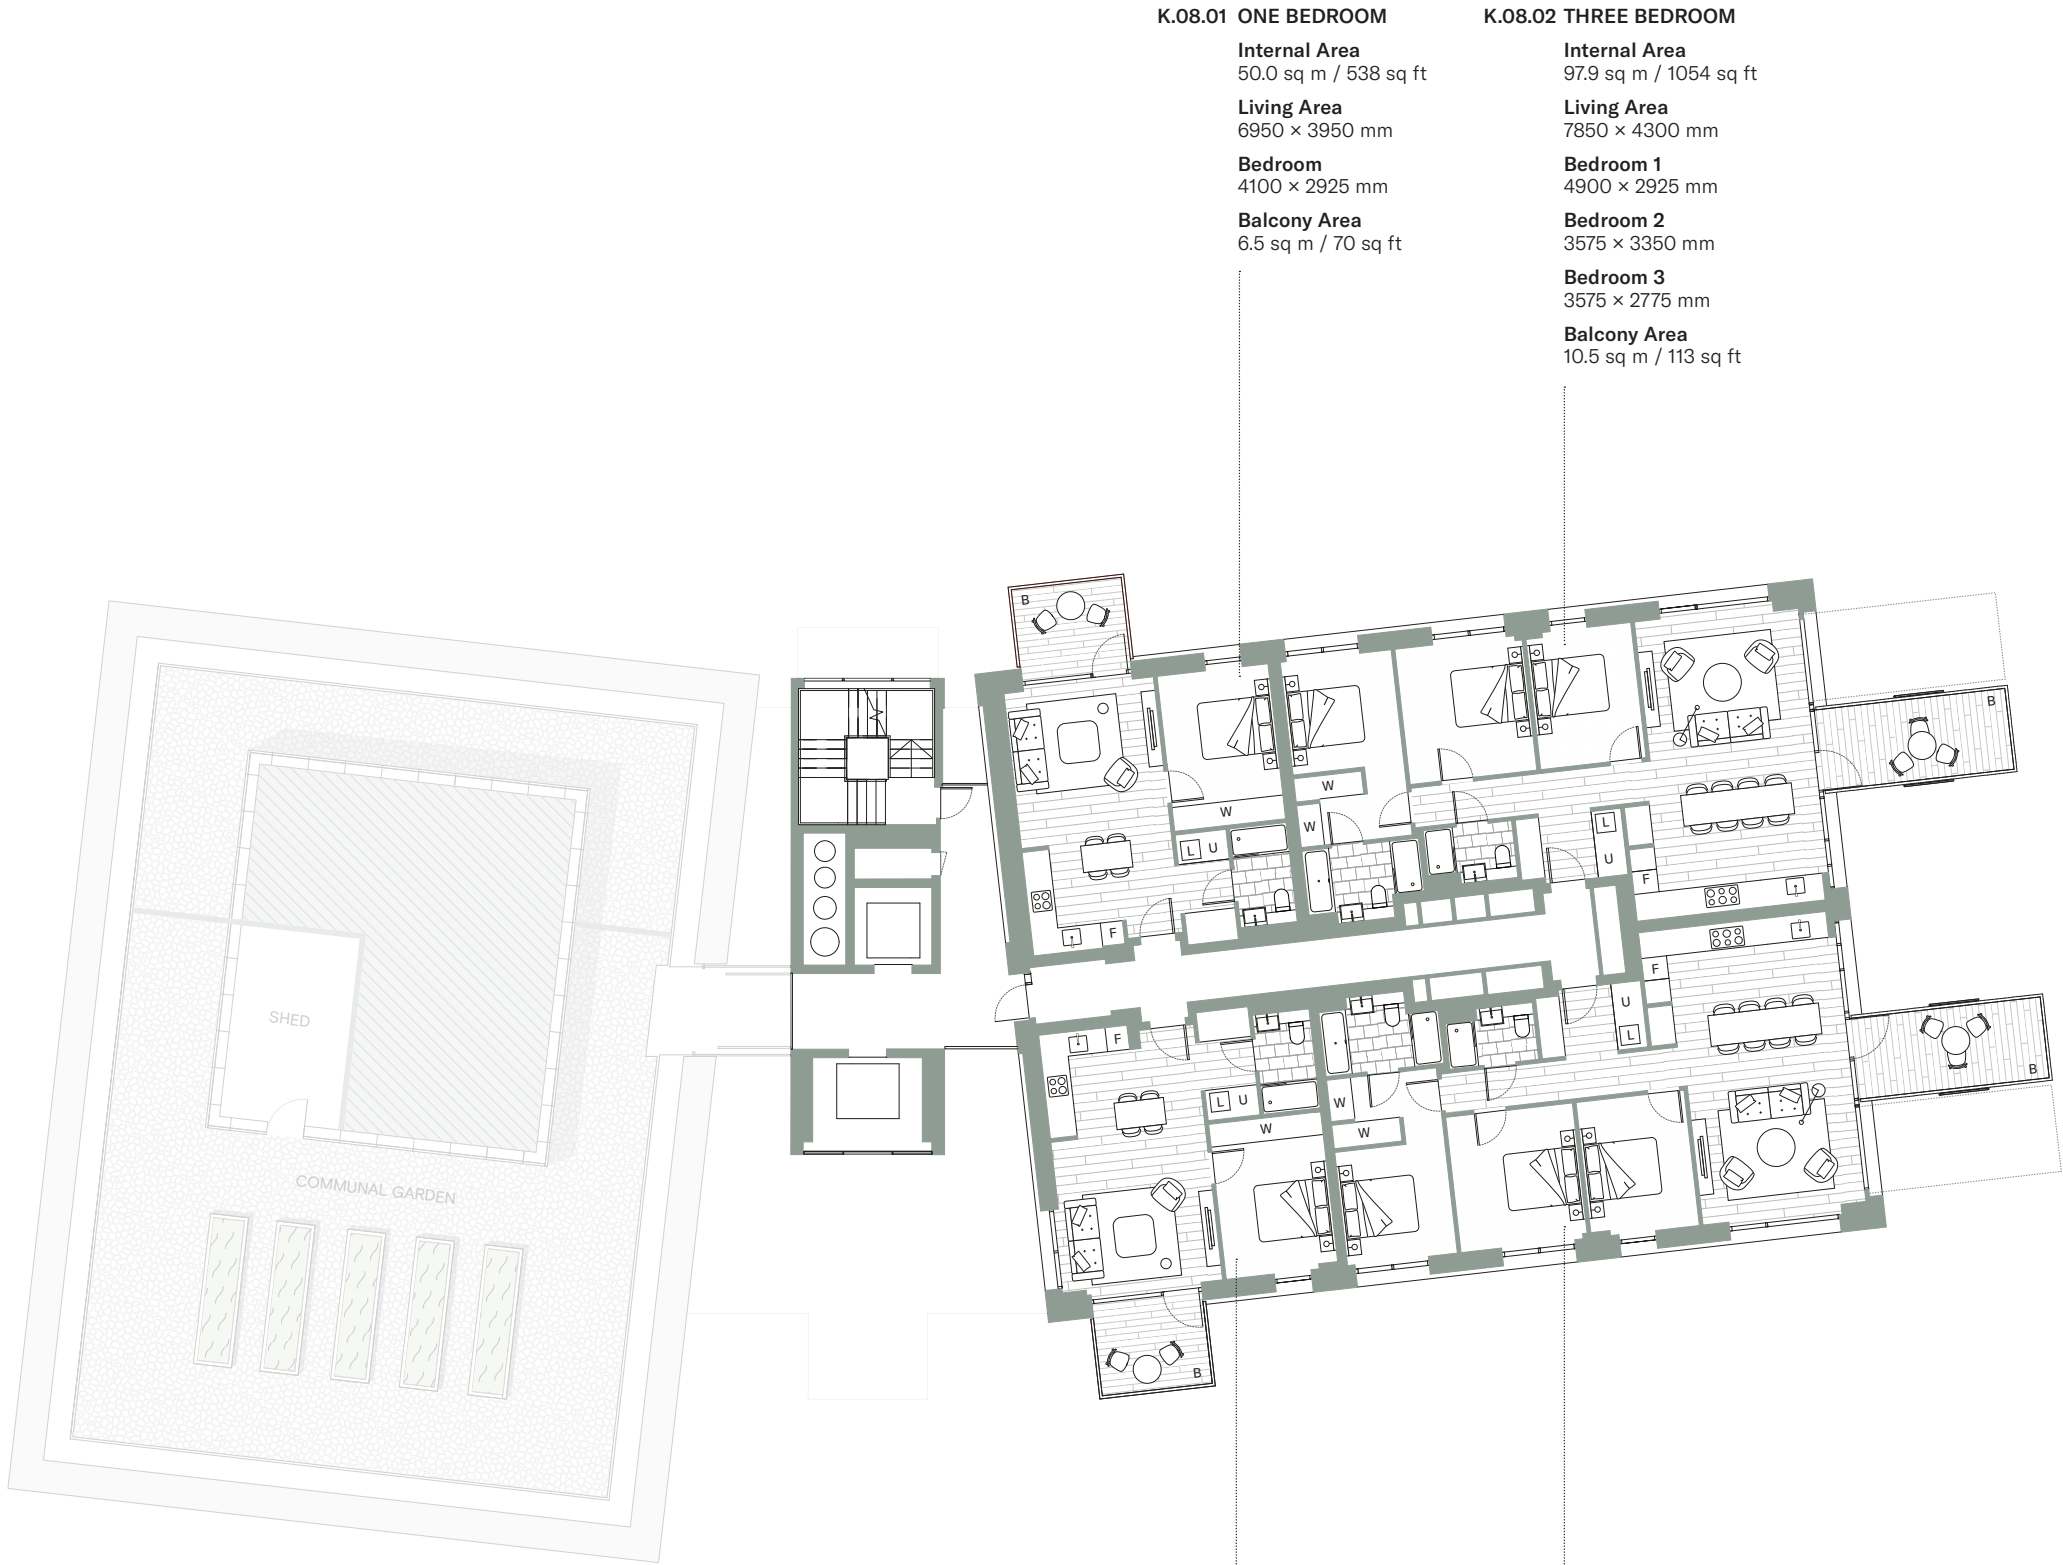 K.08.01 ONE BEDROOM
Internal Area
50.0 sq m / 538 sq ft
Living Area
6950 × 3950 mm
Bedroom
4100 × 2925 mm
Balcony Area
6.5 sq m / 70 sq ft
K.08.02 THREE BEDROOM
Internal Area
97.9 sq m / 1054 sq ft
Living Area
7850 × 4300 mm
Bedroom 1
4900 × 2925 mm
Bedroom 2
3575 × 3350 mm
Bedroom 3
3575 × 2775 mm
Balcony Area
10.5 sq m / 113 sq ft
B
B
W
W
W
L U
L
U
F
F
SHED
F
F
U
L
L U
W
W
W
B
COMMUNAL GARDEN
B